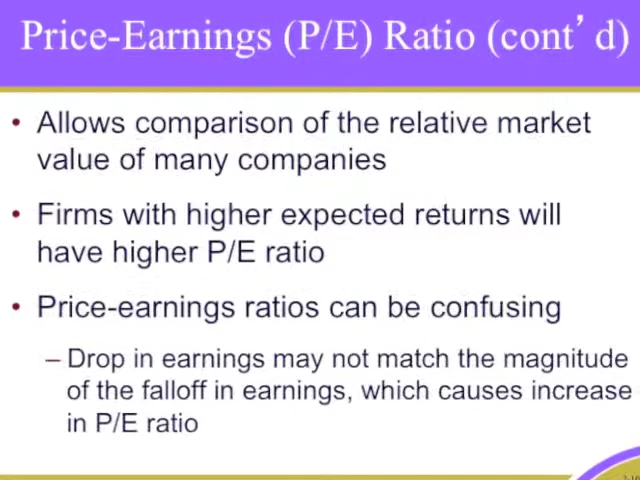 Price-Earnings (P/E) Ratio (cont’d)
• Allows comparison of the relative market
value of many companies
• Firms with higher expected returns will
have higher P/E ratio
• Price-earnings ratios can be confusing
– Drop in earnings may not match the magnitude
of the falloff in earnings, which causes increase
in P/E ratio